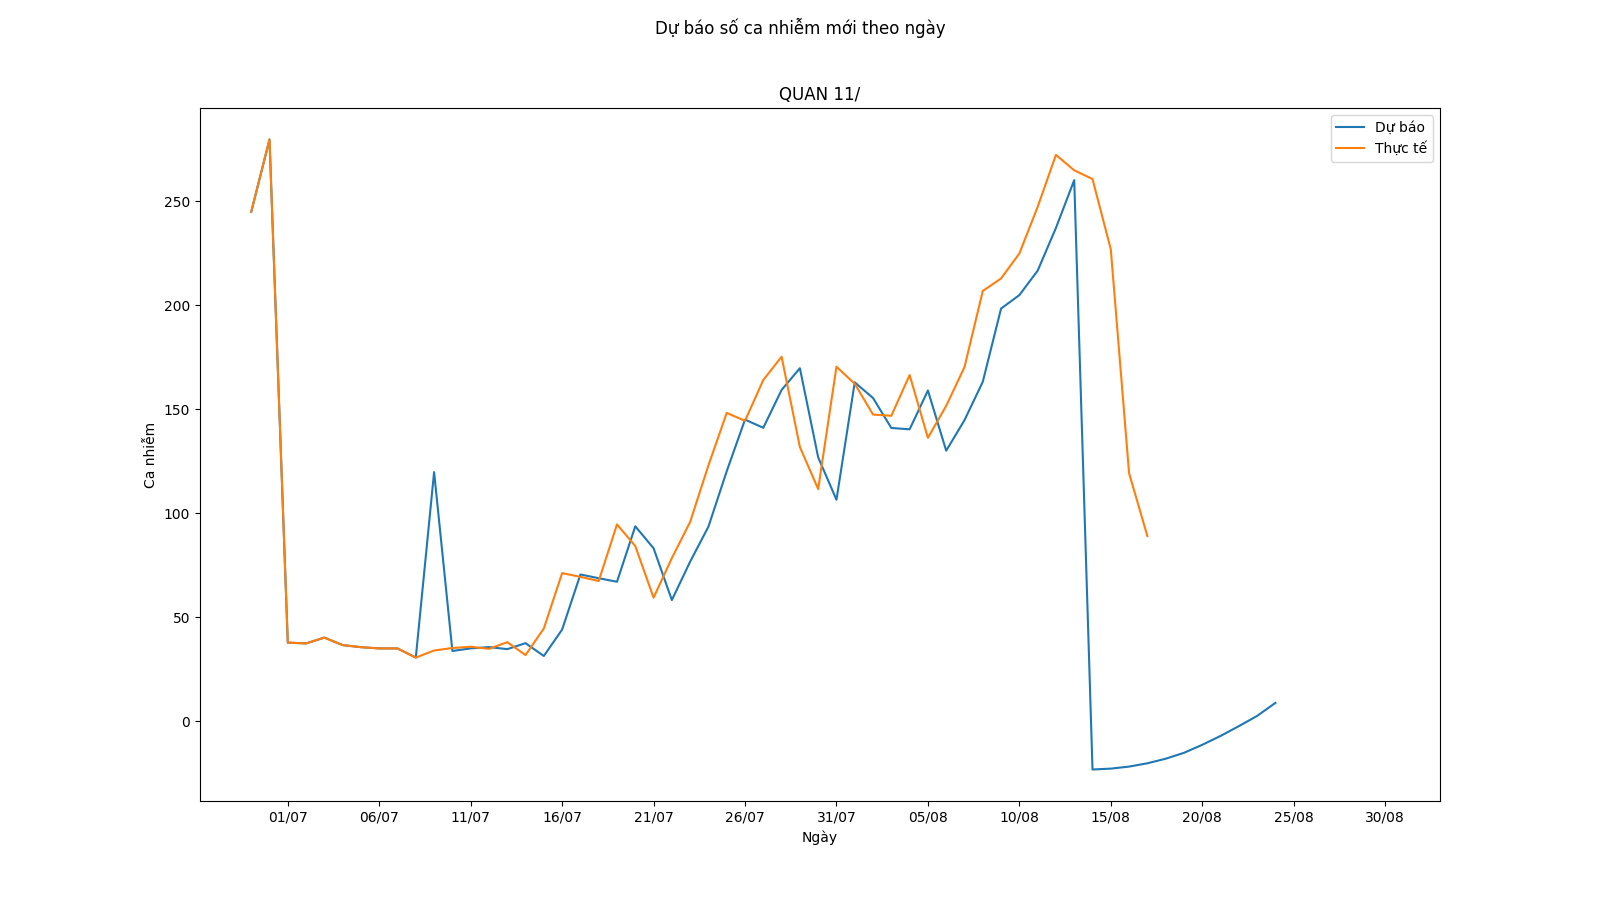 Dự báo số ca nhiễm mới theo ngày
QUAN 11/
Dự báo
Thực tế
Ca nhiễm
250
200
150
100
50
0
01/07 06/07 11/07 16/07 21/07 26/07 31/07 05/08 10/08 15/08 20/08 25/08 30/08
Ngày